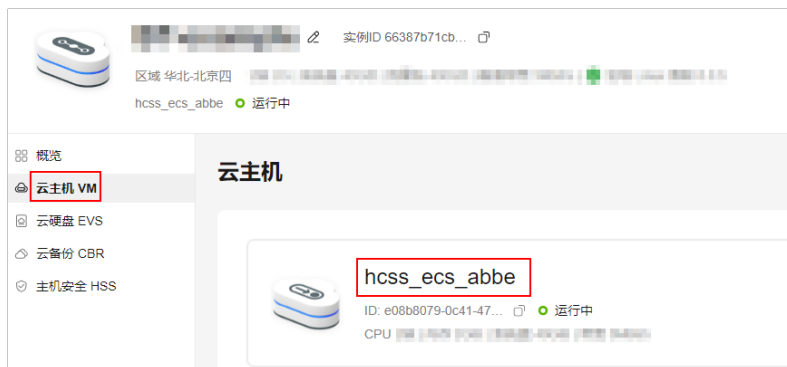 实例ID 66387b71cb...
区域 华北-北京四
hcss_ecs_abbe 运行中
概览
云主机 VM
云硬盘 EVS
云备份 CBR
主机安全 HSS
云主机
hcss_ecs_abbe
ID: e08b8079-0c41-47... 运行中
CPU